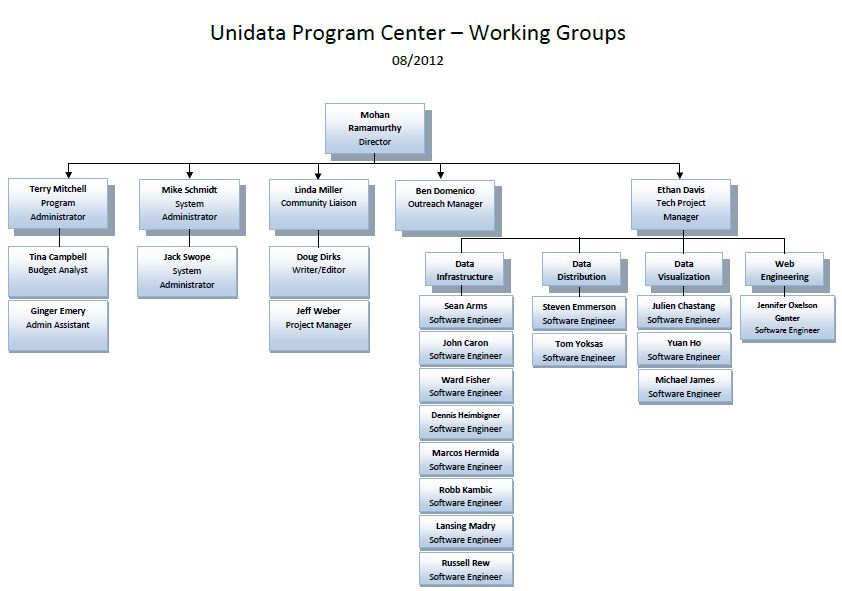 Unidata Program Center – Working Groups
08/2012
Mohan
Ramamurthy
Director
Terry Mitchell
Program
Administrator
Mike Schmidt
System
Administrator
Linda Miller
Community Liaison
Ben Domenico
Outreach Manager
Ethan Davis
Tech Project
Manager
Tina Campbell
Budget Analyst
Ginger Emery
Admin Assistant
Jack Swope
System
Administrator
Doug Dirks
Writer/Editor
Jeff Weber
Project Manager
Data
Infrastructure
Sean Arms
Software Engineer
John Caron
Software Engineer
Ward Fisher
Software Engineer
Dennis Heimbigner
Software Engineer
Marcos Hermida
Software Engineer
Robb Kambic
Software Engineer
Lansing Madry
Software Engineer
Russell Rew
Software Engineer
Data
Distribution
Steven Emmerson
Software Engineer
Tom Yoksas
Software Engineer
Data
Visualization
Julien Chastang
Software Engineer
Yuan Ho
Software Engineer
Michael James
Software Engineer
Web
Engineering
Jennifer Oxelson
Ganter
Software Engineer